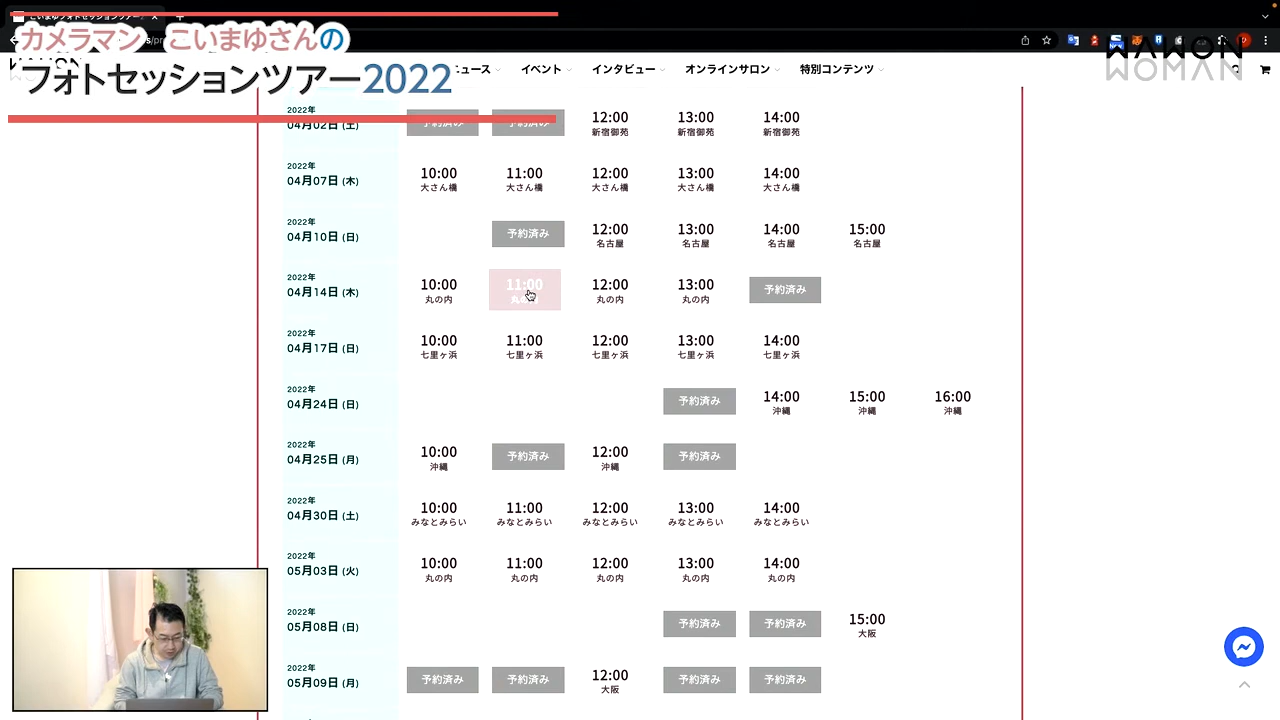 カメラマン　こいまゆさんの
フォトセッションツアー2022
WAWON
WOMAN
ニュース イベント インタビュー オンラインサロン 特別コンテンツ
2022年
04月02日 (土)
予約済み 予約済み 12:00 13:00 14:00
新宿御苑 新宿御苑 新宿御苑
2022年
04月07日 (木)
10:00 11:00 12:00 13:00 14:00
大さん橋 大さん橋 大さん橋 大さん橋 大さん橋
2022年
04月10日 (日)
予約済み 12:00 13:00 14:00 15:00
名古屋 名古屋 名古屋 名古屋
2022年
04月14日 (木)
10:00 11:00 12:00 13:00 予約済み
丸の内 丸の内 丸の内 丸の内
2022年
04月17日 (日)
10:00 11:00 12:00 13:00 14:00
七里ヶ浜 七里ヶ浜 七里ヶ浜 七里ヶ浜 七里ヶ浜
2022年
04月24日 (日)
予約済み 14:00 15:00 16:00
沖縄 沖縄 沖縄
2022年
04月25日 (月)
10:00 予約済み 12:00 予約済み
沖縄 沖縄
2022年
04月30日 (土)
10:00 11:00 12:00 13:00 14:00
みなとみらい みなとみらい みなとみらい みなとみらい みなとみらい
2022年
05月03日 (火)
10:00 11:00 12:00 13:00 14:00
丸の内 丸の内 丸の内 丸の内 丸の内
2022年
05月08日 (日)
予約済み 予約済み 15:00
大阪
2022年
05月09日 (月)
予約済み 予約済み 12:00 予約済み 予約済み
大阪